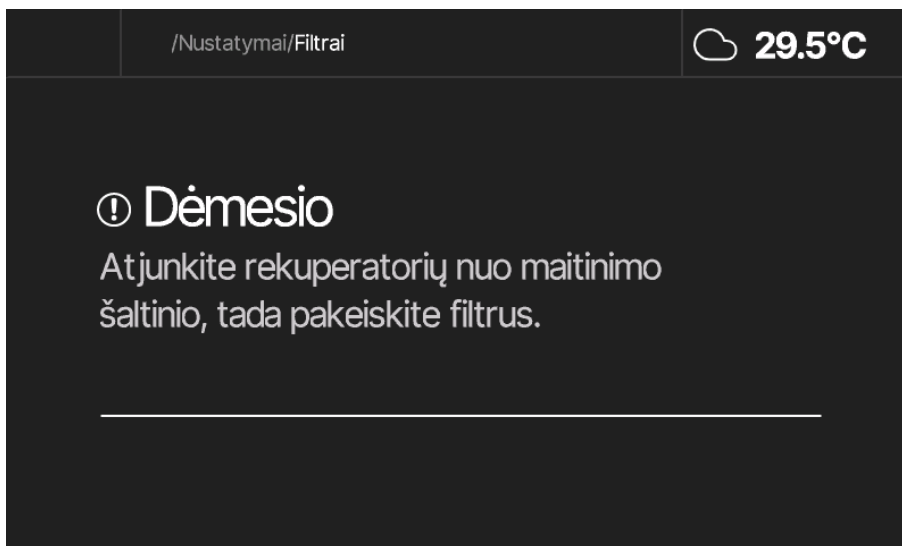 /Nustatymai/Filtrai
29.5°C
Dėmesio
Atjunkite rekuperatorių nuo maitinimo
šaltinio, tada pakeiskite filtrus.